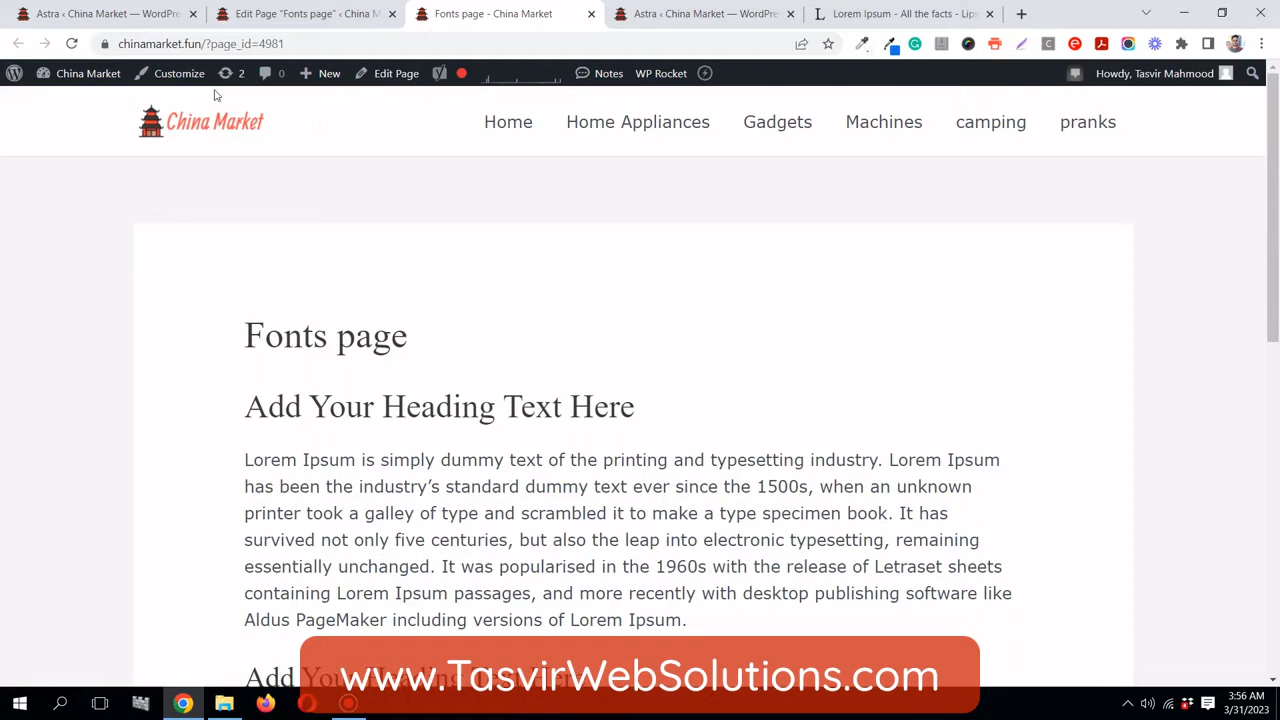 Astra ‹ China Market — WordPre
Edit Page "Fonts page" ‹ China M
Fonts page - China Market
Astra ‹ China Market — WordPre
Lorem Ipsum - All the facts - Lips
chinamarket.fun/?page_id=4981
China Market
Customize
2
0
New
Edit Page
Notes
WP Rocket
Howdy, Tasvir Mahmood
China Market
Home
Home Appliances
Gadgets
Machines
camping
pranks
Fonts page
Add Your Heading Text Here
Lorem Ipsum is simply dummy text of the printing and typesetting industry. Lorem Ipsum
has been the industry's standard dummy text ever since the 1500s, when an unknown
printer took a galley of type and scrambled it to make a type specimen book. It has
survived not only five centuries, but also the leap into electronic typesetting, remaining
essentially unchanged. It was popularised in the 1960s with the release of Letraset sheets
containing Lorem Ipsum passages, and more recently with desktop publishing software like
Aldus PageMaker including versions of Lorem Ipsum.
Add Your Heading Text Here
www.TasvirWebSolutions.com
3:56 AM
3/31/2023